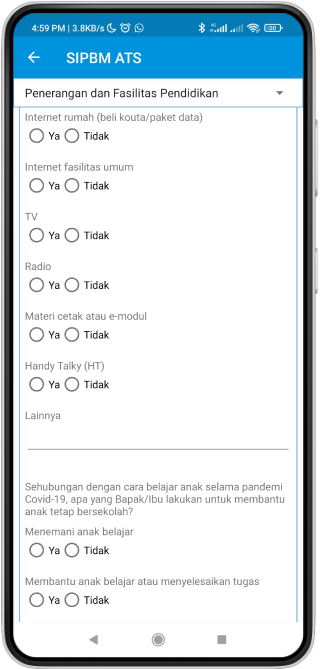 4:59 PM | 3.8KB/s
30
SIPBM ATS
Penerangan dan Fasilitas Pendidikan
Internet rumah (beli kouta/paket data)
Ya Tidak
Internet fasilitas umum
Ya Tidak
TV
Ya Tidak
Radio
Ya Tidak
Materi cetak atau e-modul
Ya Tidak
Handy Talky (HT)
Ya Tidak
Lainnya
Sehubungan dengan cara belajar anak selama pandemi
Covid-19, apa yang Bapak/Ibu lakukan untuk membantu
anak tetap bersekolah?
Menemani anak belajar
Ya Tidak
Membantu anak belajar atau menyelesaikan tugas
Ya Tidak